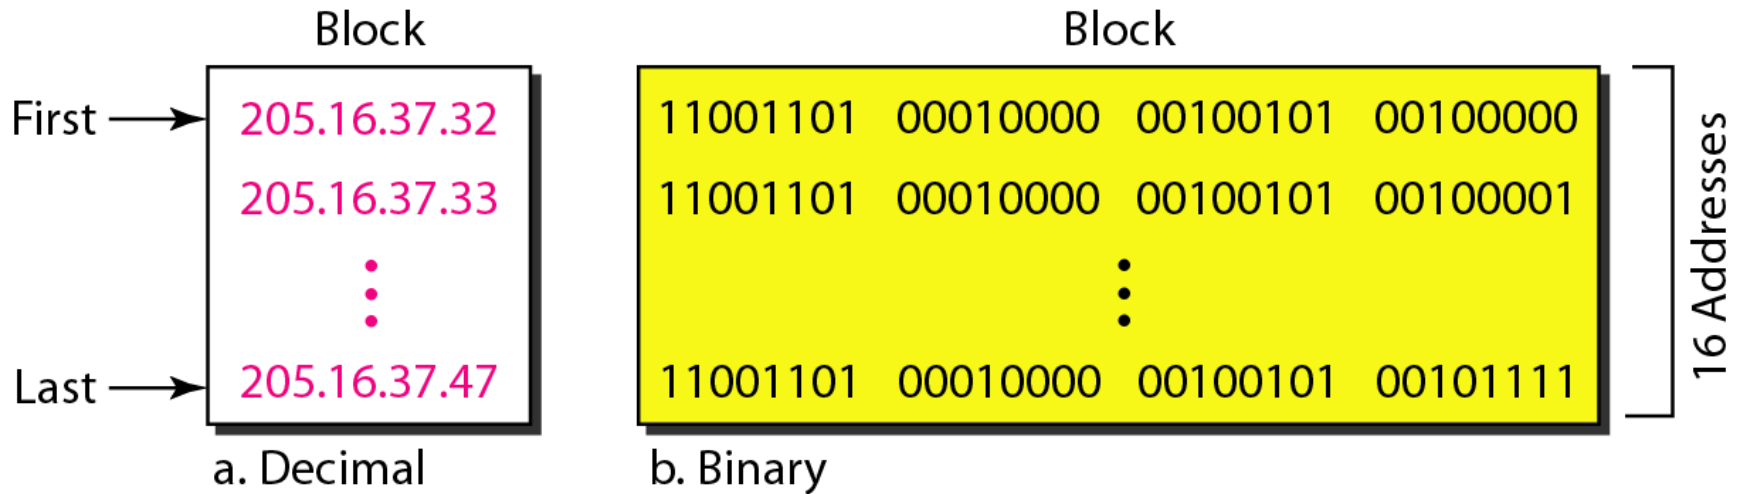 Block
Block
First
205.16.37.32
11001101 00010000 00100101 00100000
205.16.37.33
11001101 00010000 00100101 00100001
Last
205.16.37.47
11001101 00010000 00100101 00101111
16 Addresses
a. Decimal
b. Binary